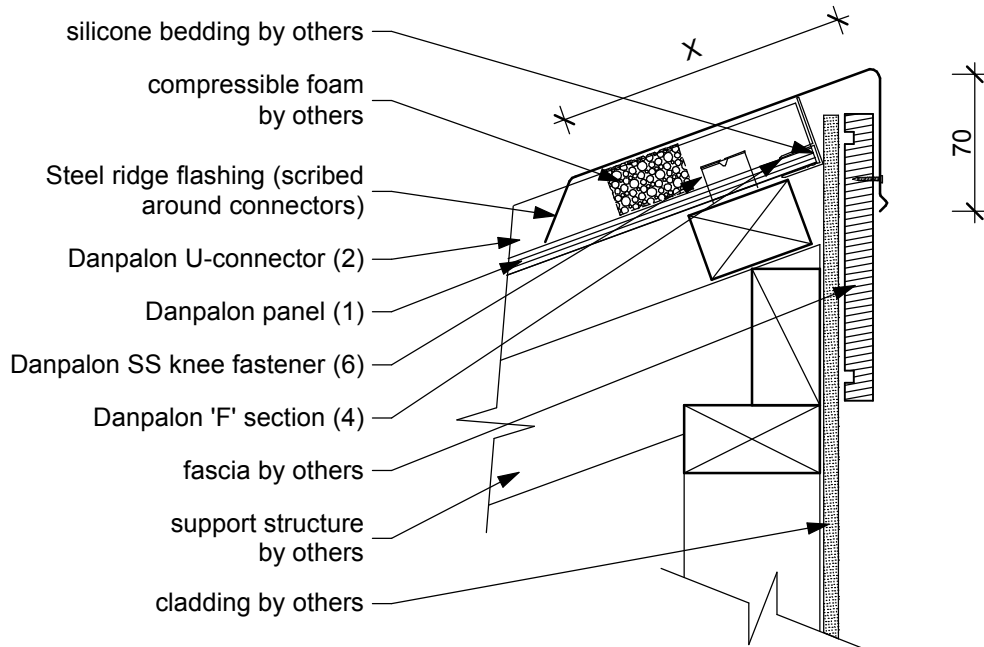 silicone bedding by others
compressible foam
by others
Steel ridge flashing (scribed
around connectors)
Danpalon U-connector (2)
Danpalon panel (1)
Danpalon SS knee fastener (6)
Danpalon 'F' section (4)
fascia by others
support structure
by others
cladding by others
X
70